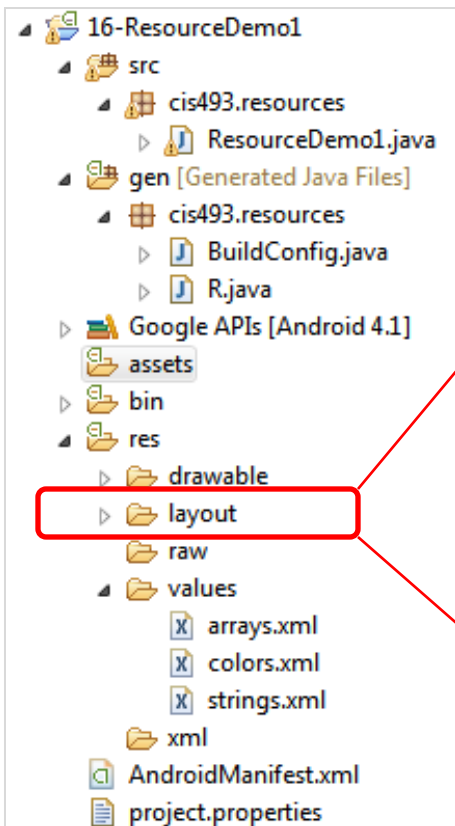 16-ResourceDemo1
src
cis493.resources
ResourceDemo1.java
gen [Generated Java Files]
cis493.resources
BuildConfig.java
R.java
Google APIs [Android 4.1]
assets
bin
res
drawable
layout
raw
values
arrays.xml
colors.xml
strings.xml
xml
AndroidManifest.xml
project.properties